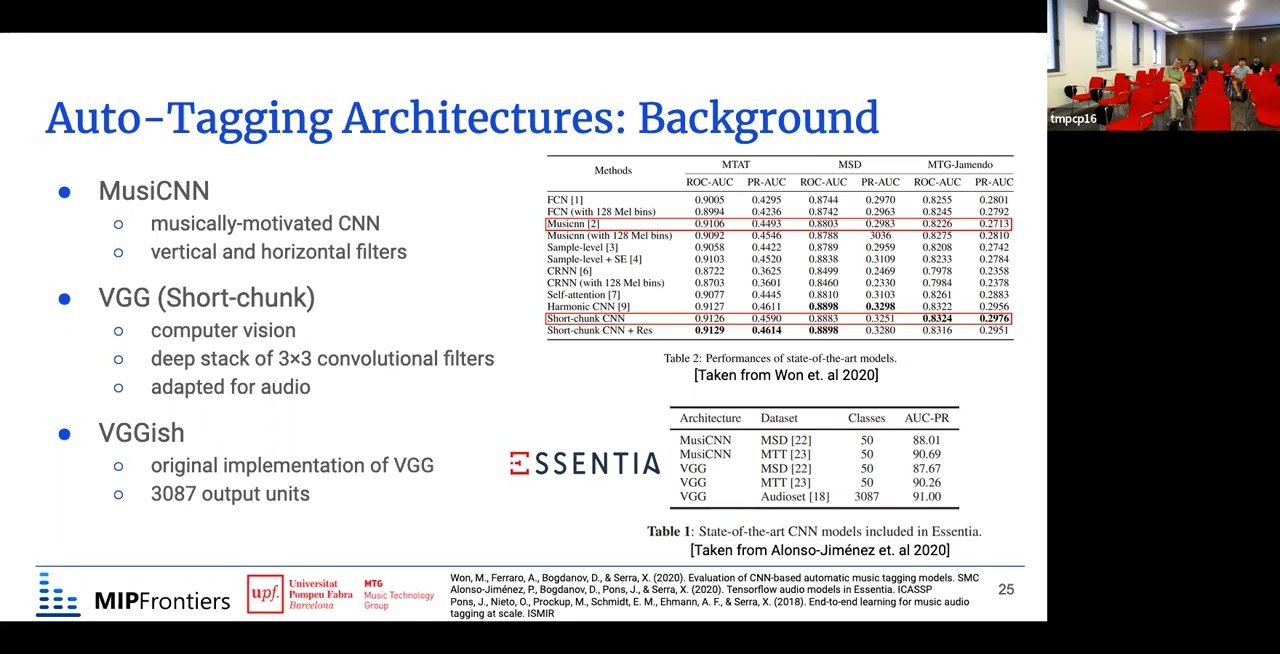 Auto-Tagging Architectures: Background
MusiCNN
musically-motivated CNN
vertical and horizontal filters
VGG (Short-chunk)
computer vision
deep stack of 3×3 convolutional filters
adapted for audio
VGGish
original implementation of VGG
3087 output units
Methods MTAT MSD MTG-Jamendo
ROC-AUC PR-AUC ROC-AUC PR-AUC ROC-AUC PR-AUC
FCN [1] 0.9005 0.4295 0.8744 0.2970 0.8255 0.2801
FCN (with 128 Mel bins) 0.8994 0.4236 0.8742 0.2963 0.8245 0.2792
Musicnn [2] 0.9106 0.4493 0.8803 0.2983 0.8226 0.2713
Musicnn (with 128 Mel bins) 0.9092 0.4546 0.8788 3036 0.8275 0.2810
Sample-level [3] 0.9058 0.4422 0.8789 0.2959 0.8208 0.2742
Sample-level + SE [4] 0.9103 0.4520 0.8838 0.3109 0.8233 0.2784
CRNN [6] 0.8722 0.3625 0.8499 0.2469 0.7978 0.2358
CRNN (with 128 Mel bins) 0.8703 0.3601 0.8460 0.2330 0.7984 0.2378
Self-attention [7] 0.9077 0.4445 0.8810 0.3103 0.8261 0.2883
Harmonic CNN [9] 0.9127 0.4611 0.8898 0.3298 0.8322 0.2956
Short-chunk CNN 0.9126 0.4590 0.8883 0.3251 0.8324 0.2976
Short-chunk CNN + Res 0.9129 0.4614 0.8898 0.3280 0.8316 0.2951
Table 2: Performances of state-of-the-art models.
[Taken from Won et. al 2020]
ESSENTIA
Architecture Dataset Classes AUC-PR
MusiCNN MSD [22] 50 88.01
MusiCNN MTT [23] 50 90.69
VGG MSD [22] 50 87.67
VGG MTT [23] 50 90.26
VGG Audioset [18] 3087 91.00
Table 1: State-of-the-art CNN models included in Essentia.
[Taken from Alonso-Jiménez et. al 2020]
MIPFrontiers
upf.
Universitat
Pompeu Fabra
Barcelona
MTG
Music Technology
Group
Won, M., Ferraro, A., Bogdanov, D., & Serra, X. (2020). Evaluation of CNN-based automatic music tagging models. SMC
Alonso-Jiménez, P., Bogdanov, D., Pons, J., & Serra, X. (2020). Tensorflow audio models in Essentia. ICASSP
Pons, J., Nieto, O., Prockup, M., Schmidt, E. M., Ehmann, A. F., & Serra, X. (2018). End-to-end learning for music audio
tagging at scale. ISMIR
25
tmpcp16